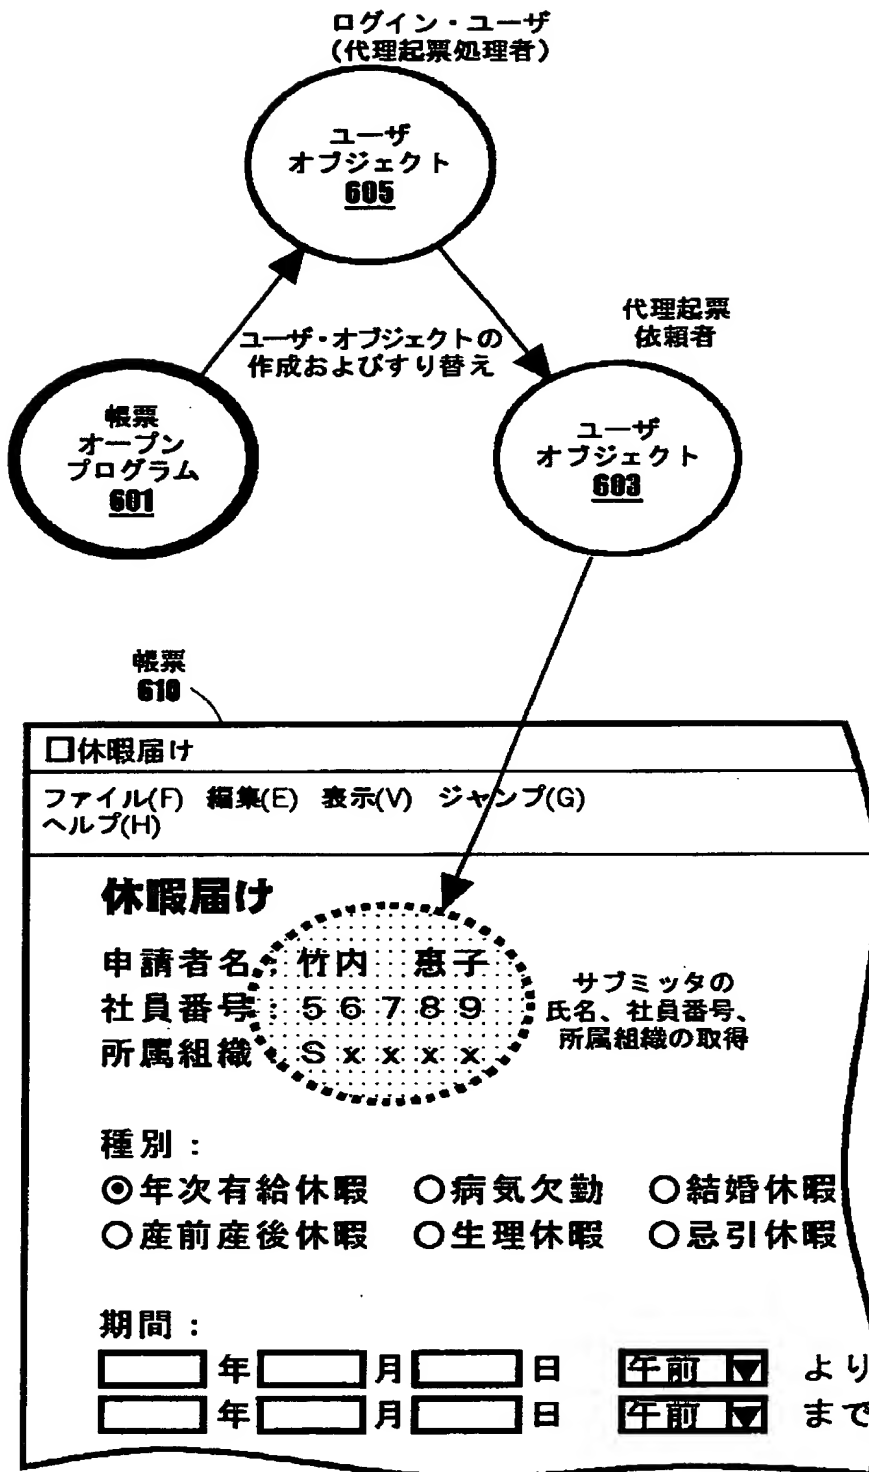 ログイン・ユーザ
(代理起票処理者)
ユーザ
オブジェクト
605
代理起票
依頼者
ユーザ・オブジェクトの
作成およびすり替え
帳票
オープン
プログラム
601
ユーザ
オブジェクト
603
帳票
610
□休暇届け
ファイル(F) 編集(E) 表示(V) ジャンプ(G)
ヘルプ(H)
休暇届け
申請者名：竹内 恵子
社員番号：56789
所属組織：Sxxxx
サブミッタの
氏名、社員番号、
所属組織の取得
種別：
◉年次有給休暇 ○病気欠勤 ○結婚休暇
○産前産後休暇 ○生理休暇 ○忌引休暇
期間：
年 月 日 午前 ▼ より
年 月 日 午前 ▼ まで